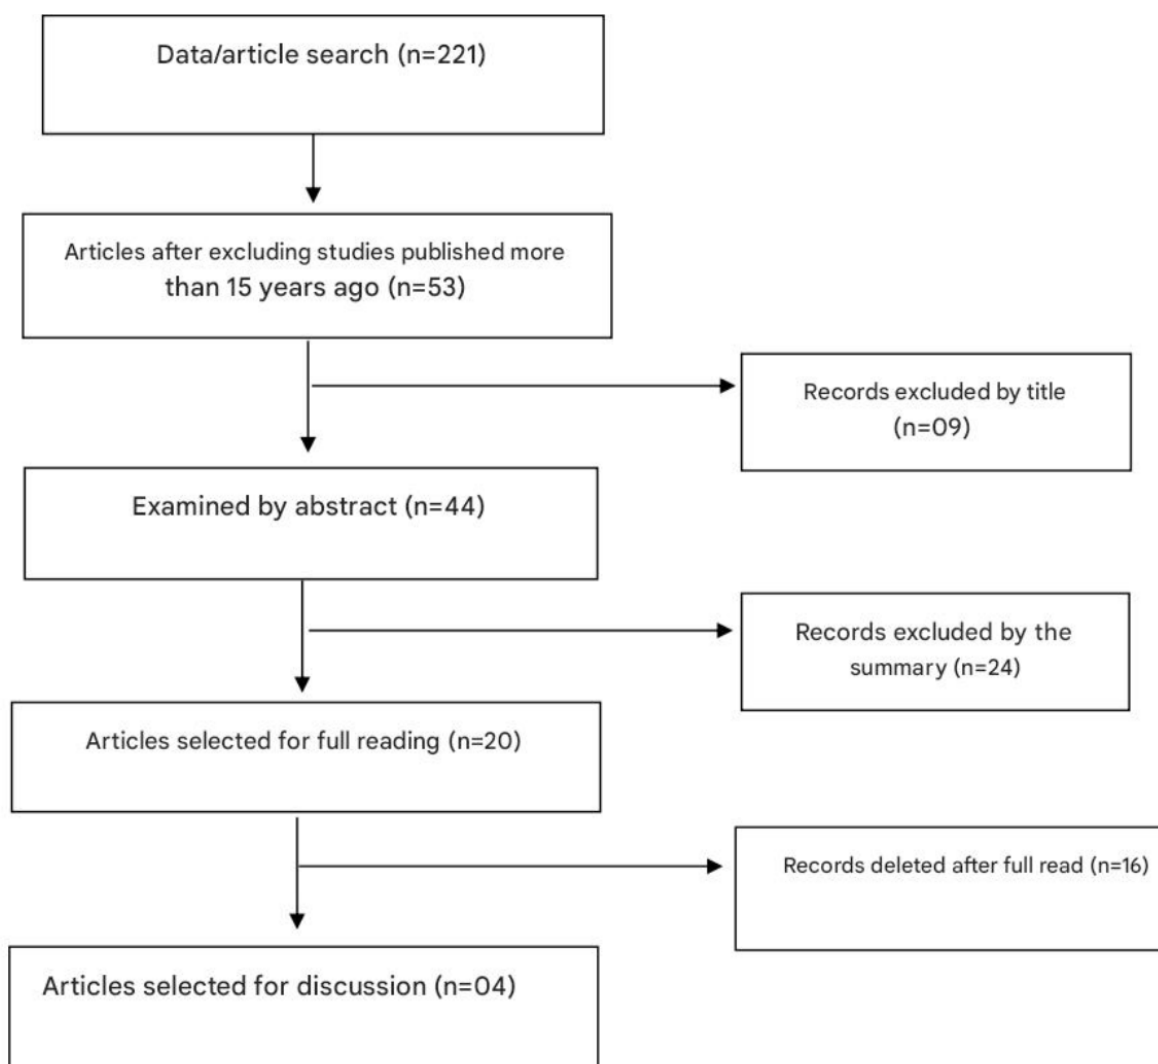 Data/article search (n=221)
Articles after excluding studies published more
than 15 years ago (n=53)
Records excluded by title
(n=09)
Examined by abstract (n=44)
Records excluded by the
summary (n=24)
Articles selected for full reading (n=20)
Records deleted after full read (n=16)
Articles selected for discussion (n=04)